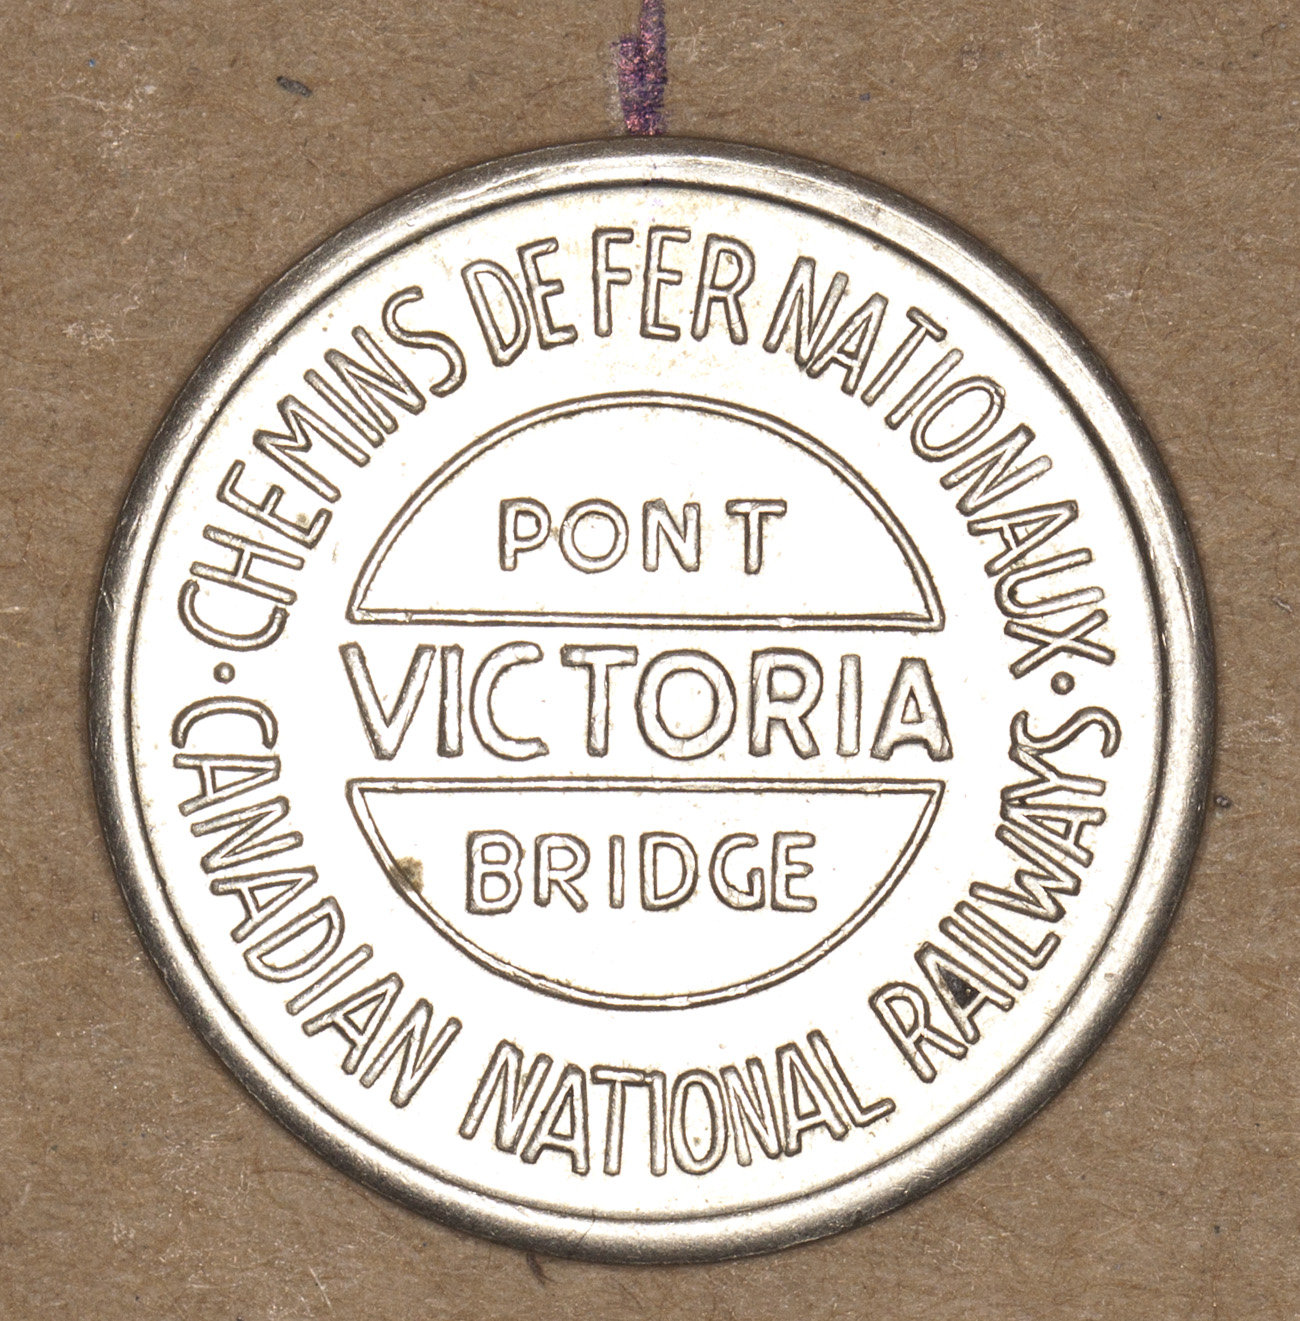 CHEMINS DE FER NATIONAUX
PONT
VICTORIA
BRIDGE
CANADIAN NATIONAL RAILWAYS